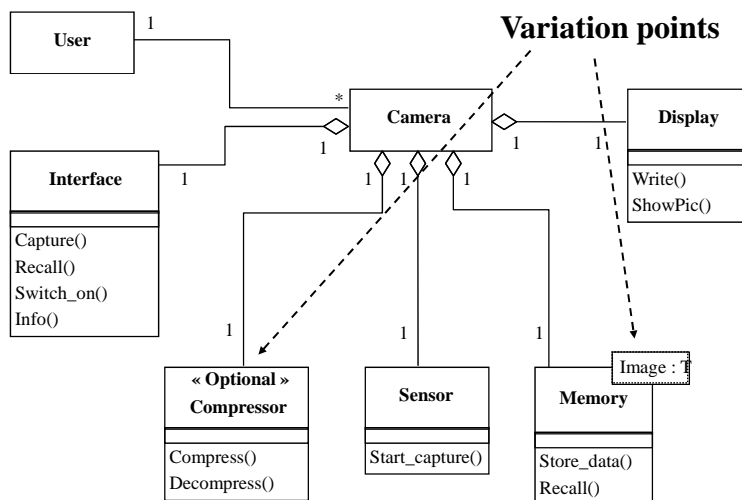 Variation points
1
User
*
Camera
Display
1
1
1
1
1
1
1
1
Interface
Write()
ShowPic()
Capture()
Recall()
Switch_on()
Info()
1
1
1
Image : T
« Optional »
Compressor
Sensor
Memory
Compress()
Decompress()
Start_capture()
Store_data()
Recall()